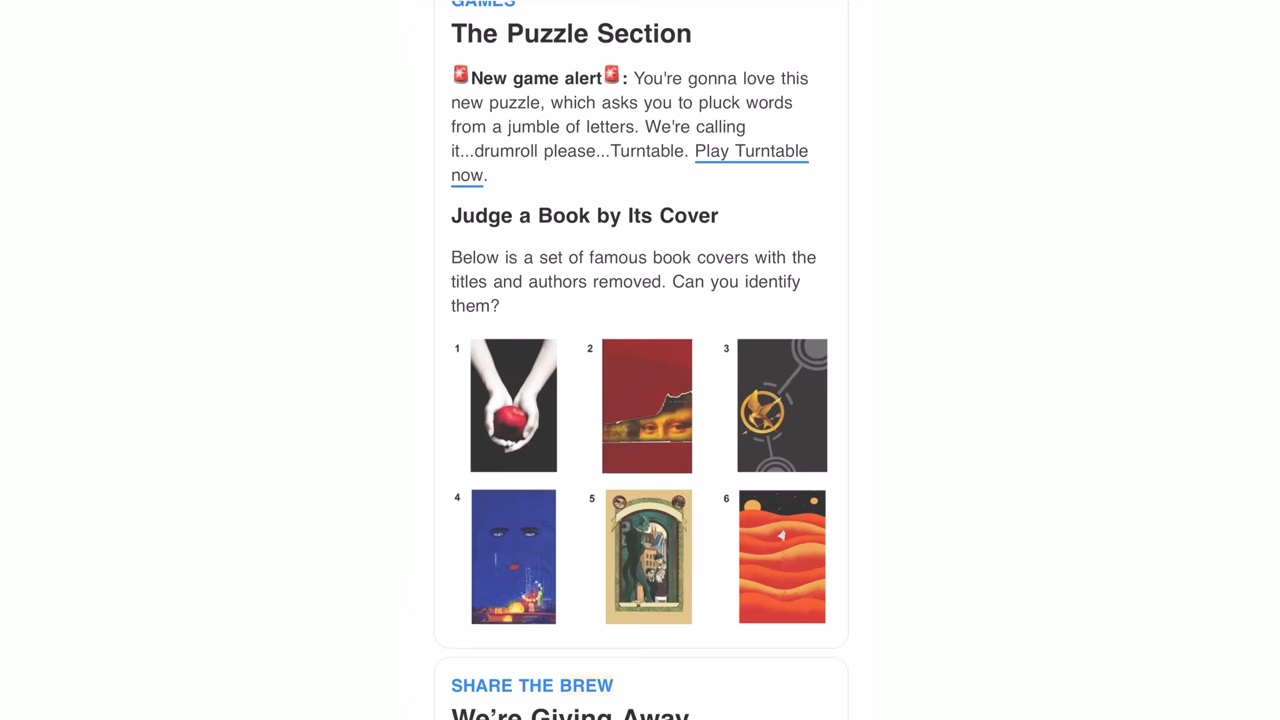 GAMES
The Puzzle Section
🚨New game alert🚨: You're gonna love this
new puzzle, which asks you to pluck words
from a jumble of letters. We're calling
it...drumroll please...Turntable. Play Turntable
now.
Judge a Book by Its Cover
Below is a set of famous book covers with the
titles and authors removed. Can you identify
them?
1 2 3
4 5 6
SHARE THE BREW
We're Giving Away